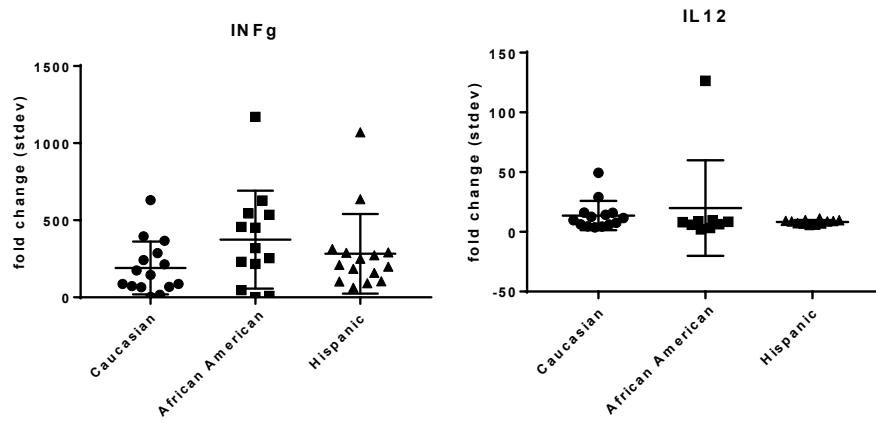 INFg
fold change (stdev)
1500
1000
500
0
Caucasian
African American
Hispanic
IL12
fold change (stdev)
150
100
50
0
-50
Caucasian
African American
Hispanic